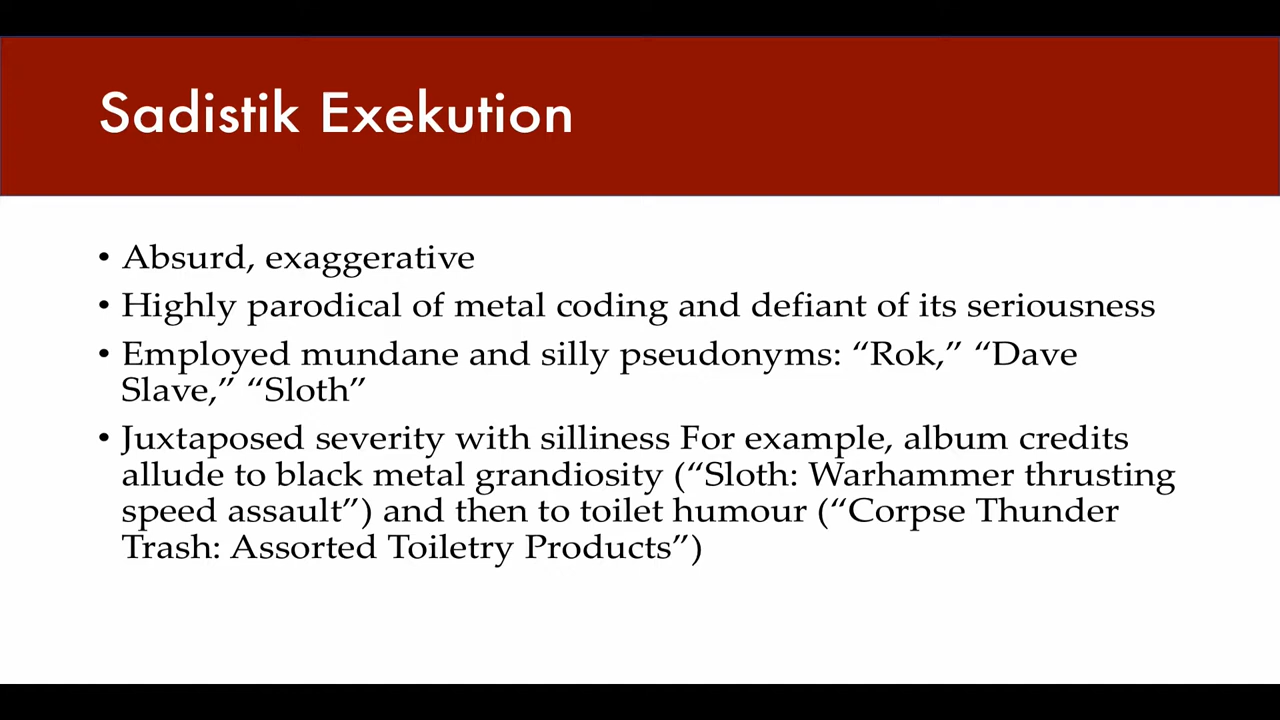 Sadistik Exekution
• Absurd, exaggerative
• Highly parodical of metal coding and defiant of its seriousness
• Employed mundane and silly pseudonyms: “Rok,” “Dave
Slave,” “Sloth”
• Juxtaposed severity with silliness For example, album credits
allude to black metal grandiosity (“Sloth: Warhammer thrusting
speed assault”) and then to toilet humour (“Corpse Thunder
Trash: Assorted Toiletry Products”)